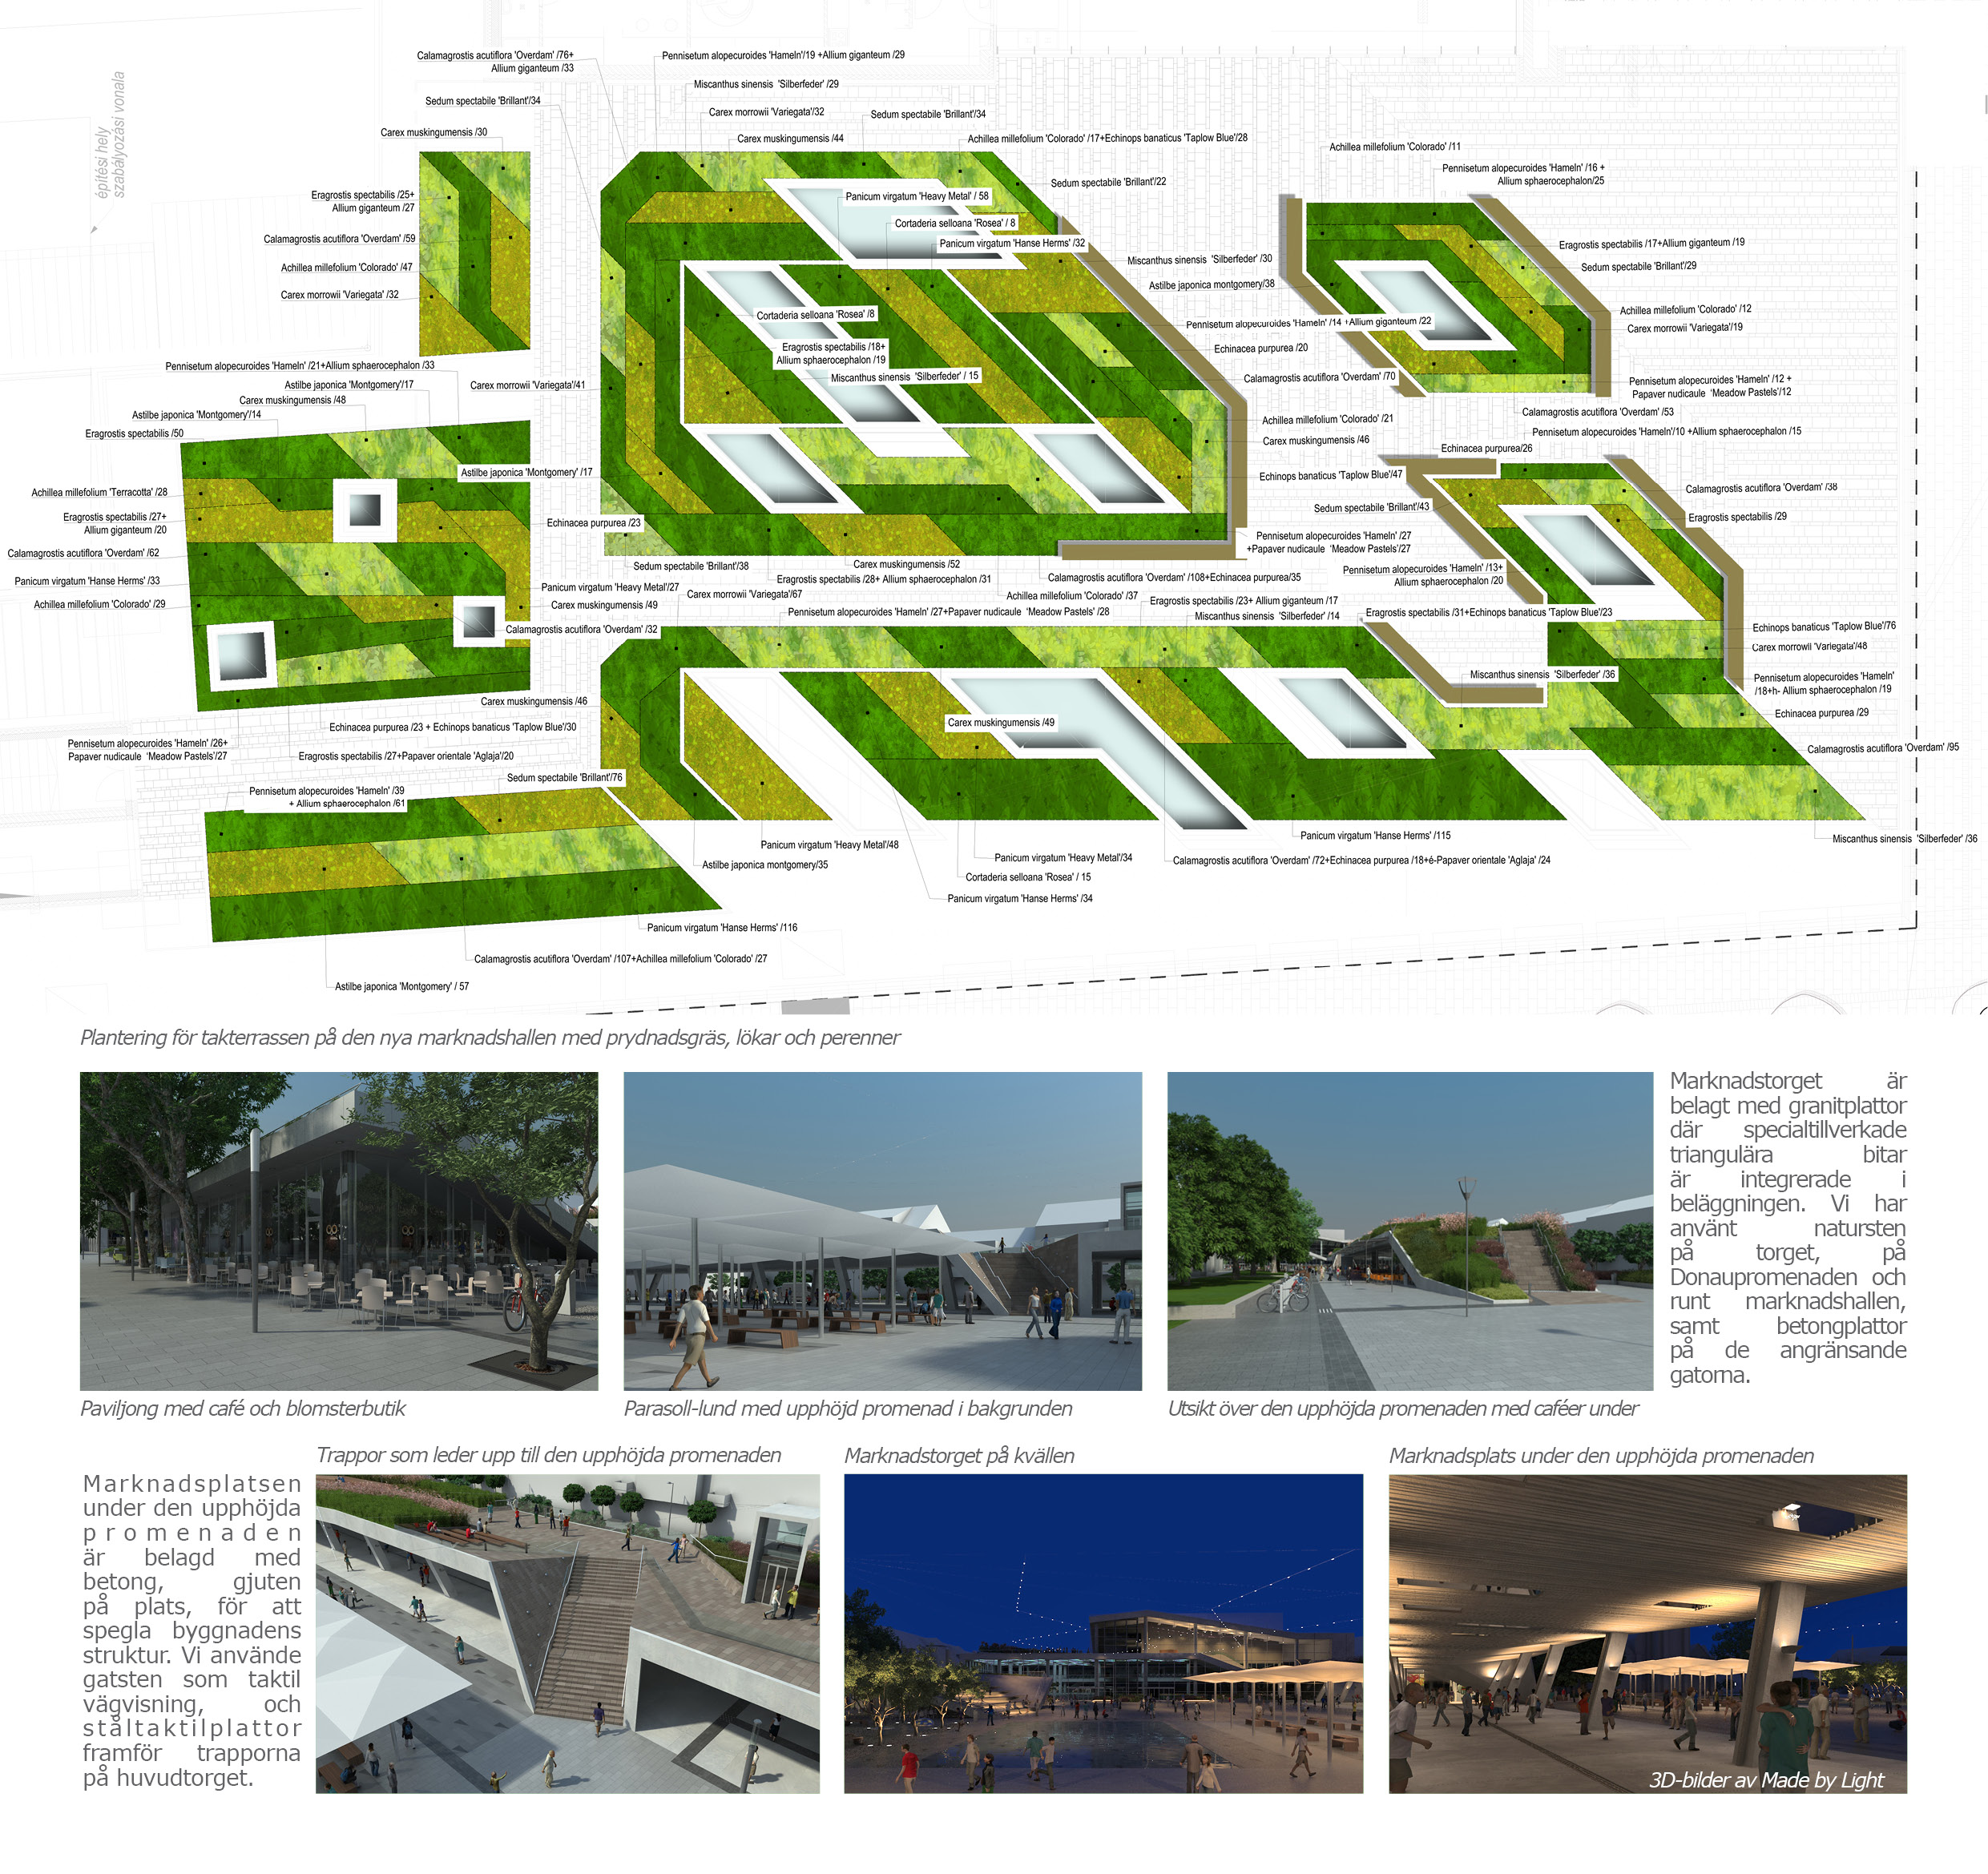 építési hely
szabályozási vonala
Calamagrostis acutiflora 'Overdam' /76+
Allium giganteum /33
Pennisetum alopecuroides 'Hameln'/19 +Allium giganteum /29
Miscanthus sinensis 'Silberfeder' /29
Sedum spectabile 'Brillant'/34
Carex morrowii 'Variegata'/32
Sedum spectabile 'Brillant'/34
Carex muskingumensis /30
Carex muskingumensis /44
Achillea millefolium 'Colorado' /17+Echinops banaticus 'Taplow Blue'/28
Achillea millefolium 'Colorado' /11
Pennisetum alopecuroides 'Hameln' /16 +
Allium sphaerocephalon/25
Sedum spectabile 'Brillant'/22
Eragrostis spectabilis /25+
Allium giganteum /27
Panicum virgatum 'Heavy Metal' / 58
Cortaderia selloana 'Rosea' / 8
Calamagrostis acutiflora 'Overdam' /59
Panicum virgatum 'Hanse Herms' /32
Eragrostis spectabilis /17+Allium giganteum /19
Miscanthus sinensis 'Silberfeder' /30
Sedum spectabile 'Brillant'/29
Achillea millefolium 'Colorado' /47
Astilbe japonica montgomery/38
Carex morrowii 'Variegata' /32
Achillea millefolium 'Colorado' /12
Cortaderia selloana 'Rosea' /8
Pennisetum alopecuroides 'Hameln' /14 +Allium giganteum /22
Carex morrowii 'Variegata'/19
Eragrostis spectabilis /18+
Allium sphaerocephalon /19
Echinacea purpurea /20
Pennisetum alopecuroides 'Hameln' /21+Allium sphaerocephalon /33
Miscanthus sinensis 'Silberfeder' / 15
Calamagrostis acutiflora 'Overdam' /70
Astilbe japonica 'Montgomery'/17
Carex morrowii 'Variegata'/41
Pennisetum alopecuroides 'Hameln' /12 +
Papaver nudicaule 'Meadow Pastels'/12
Carex muskingumensis /48
Astilbe japonica 'Montgomery'/14
Calamagrostis acutiflora 'Overdam' /53
Achillea millefolium 'Colorado' /21
Eragrostis spectabilis /50
Pennisetum alopecuroides 'Hameln'/10 +Allium sphaerocephalon /15
Carex muskingumensis /46
Echinacea purpurea/26
Astilbe japonica 'Montgomery' /17
Echinops banaticus 'Taplow Blue'/47
Calamagrostis acutiflora 'Overdam' /38
Achillea millefolium 'Terracotta' /28
Sedum spectabile 'Brillant'/43
Eragrostis spectabilis /27+
Allium giganteum /20
Echinacea purpurea /23
Eragrostis spectabilis /29
Pennisetum alopecuroides 'Hameln' /27
+Papaver nudicaule 'Meadow Pastels'/27
Calamagrostis acutiflora 'Overdam' /62
Sedum spectabile 'Brillant'/38
Carex muskingumensis /52
Pennisetum alopecuroides 'Hameln' /13+
Allium sphaerocephalon /20
Panicum virgatum 'Hanse Herms' /33
Eragrostis spectabilis /28+ Allium sphaerocephalon /31
Calamagrostis acutiflora 'Overdam' /108+Echinacea purpurea/35
Panicum virgatum 'Heavy Metal'/27
Carex morrowii 'Variegata'/67
Achillea millefolium 'Colorado' /37
Achillea millefolium 'Colorado' /29
Carex muskingumensis /49
Pennisetum alopecuroides 'Hameln' /27+Papaver nudicaule 'Meadow Pastels' /28
Eragrostis spectabilis /23+ Allium giganteum /17
Miscanthus sinensis 'Silberfeder' /14
Eragrostis spectabilis /31+Echinops banaticus 'Taplow Blue'/23
Calamagrostis acutiflora 'Overdam' /32
Echinops banaticus 'Taplow Blue'/76
Carex morrowii 'Variegata'/48
Miscanthus sinensis 'Silberfeder' /36
Pennisetum alopecuroides 'Hameln'
/18+h- Allium sphaerocephalon /19
Carex muskingumensis /46
Echinacea purpurea /29
Echinacea purpurea /23 + Echinops banaticus 'Taplow Blue'/30
Carex muskingumensis /49
Pennisetum alopecuroides 'Hameln' /26+
Papaver nudicaule 'Meadow Pastels'/27
Eragrostis spectabilis /27+Papaver orientale 'Aglaja'/20
Calamagrostis acutiflora 'Overdam' /95
Sedum spectabile 'Brillant'/76
Pennisetum alopecuroides 'Hameln' /39
+ Allium sphaerocephalon /61
Panicum virgatum 'Hanse Herms' /115
Miscanthus sinensis 'Silberfeder' /36
Panicum virgatum 'Heavy Metal'/48
Astilbe japonica montgomery/35
Panicum virgatum 'Heavy Metal'/34
Calamagrostis acutiflora 'Overdam' /72+Echinacea purpurea /18+é-Papaver orientale 'Aglaja' /24
Cortaderia selloana 'Rosea' / 15
Panicum virgatum 'Hanse Herms' /34
Panicum virgatum 'Hanse Herms' /116
Calamagrostis acutiflora 'Overdam' /107+Achillea millefolium 'Colorado' /27
Astilbe japonica 'Montgomery' / 57
Plantering för takterrassen på den nya marknadshallen med prydnadsgräs, lökar och perenner
Marknadstorget är
belagt med granitplattor
där specialtillverkade
triangulära bitar
är integrerade i
beläggningen. Vi har
använt natursten
på torget, på
Donaupromenaden och
runt marknadshallen,
samt betongplattor
på de angränsande
gatorna.
Paviljong med café och blomsterbutik
Parasoll-lund med upphöjd promenad i bakgrunden
Utsikt över den upphöjda promenaden med caféer under
Trappor som leder upp till den upphöjda promenaden
Marknadstorget på kvällen
Marknadsplats under den upphöjda promenaden
Marknadsplatsen
under den upphöjda
promenaden
är belagd med
betong, gjuten
på plats, för att
spegla byggnadens
struktur. Vi använde
gatsten som taktil
vägvisning, och
ståltaktilplattor
framför trapporna
på huvudtorget.
3D-bilder av Made by Light